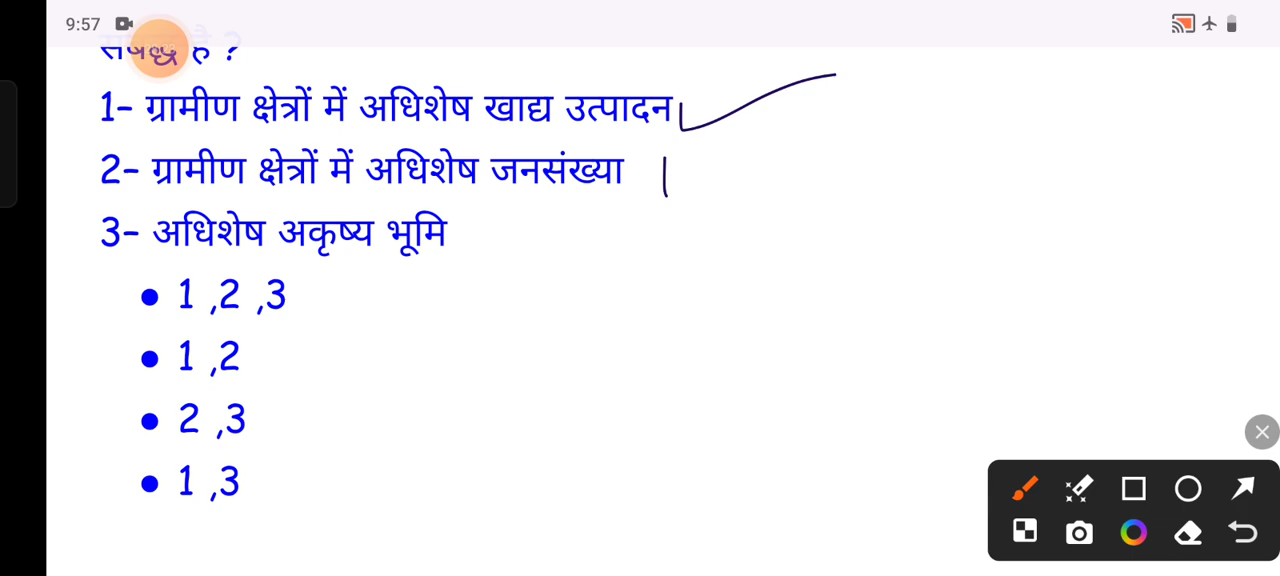 9:57
संबद्ध है ?
1- ग्रामीण क्षेत्रों में अधिशेष खाद्य उत्पादन
2- ग्रामीण क्षेत्रों में अधिशेष जनसंख्या
3- अधिशेष अकृष्य भूमि
• 1 ,2 ,3
• 1 ,2
• 2 ,3
• 1 ,3